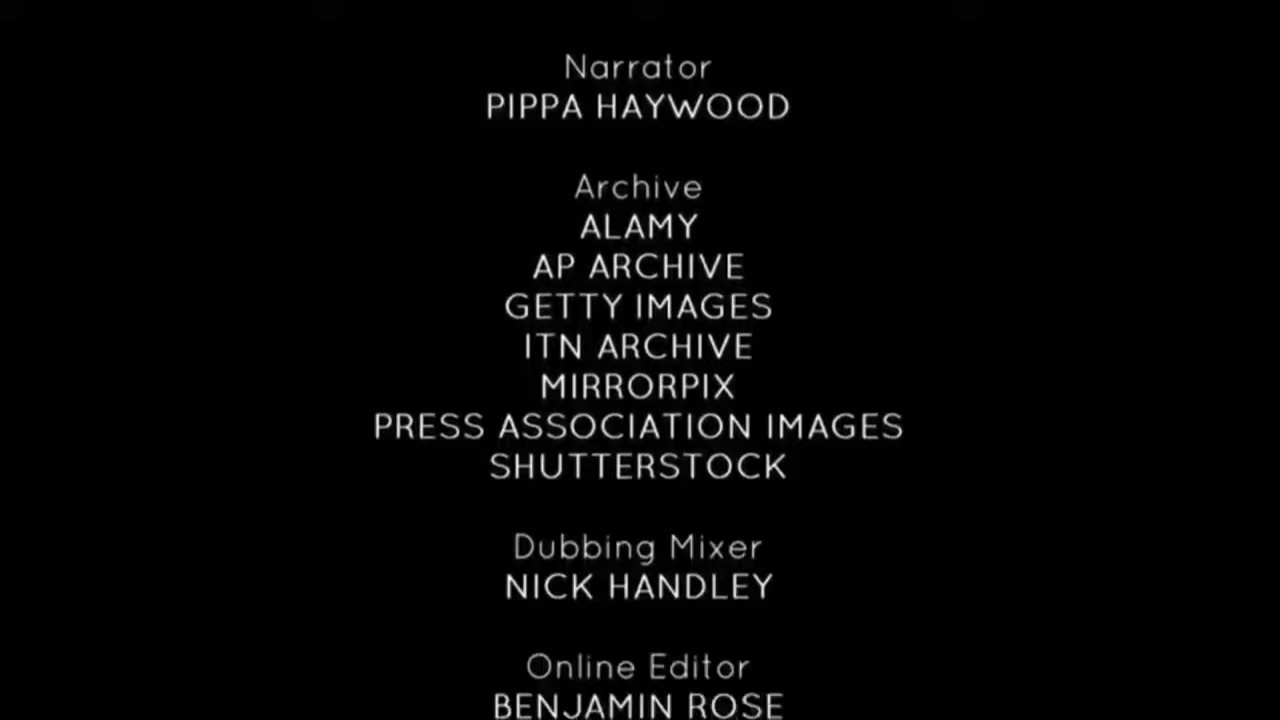 Narrator
PIPPA HAYWOOD
Archive
ALAMY
AP ARCHIVE
GETTY IMAGES
ITN ARCHIVE
MIRRORPIX
PRESS ASSOCIATION IMAGES
SHUTTERSTOCK
Dubbing Mixer
NICK HANDLEY
Online Editor
BENJAMIN ROSE